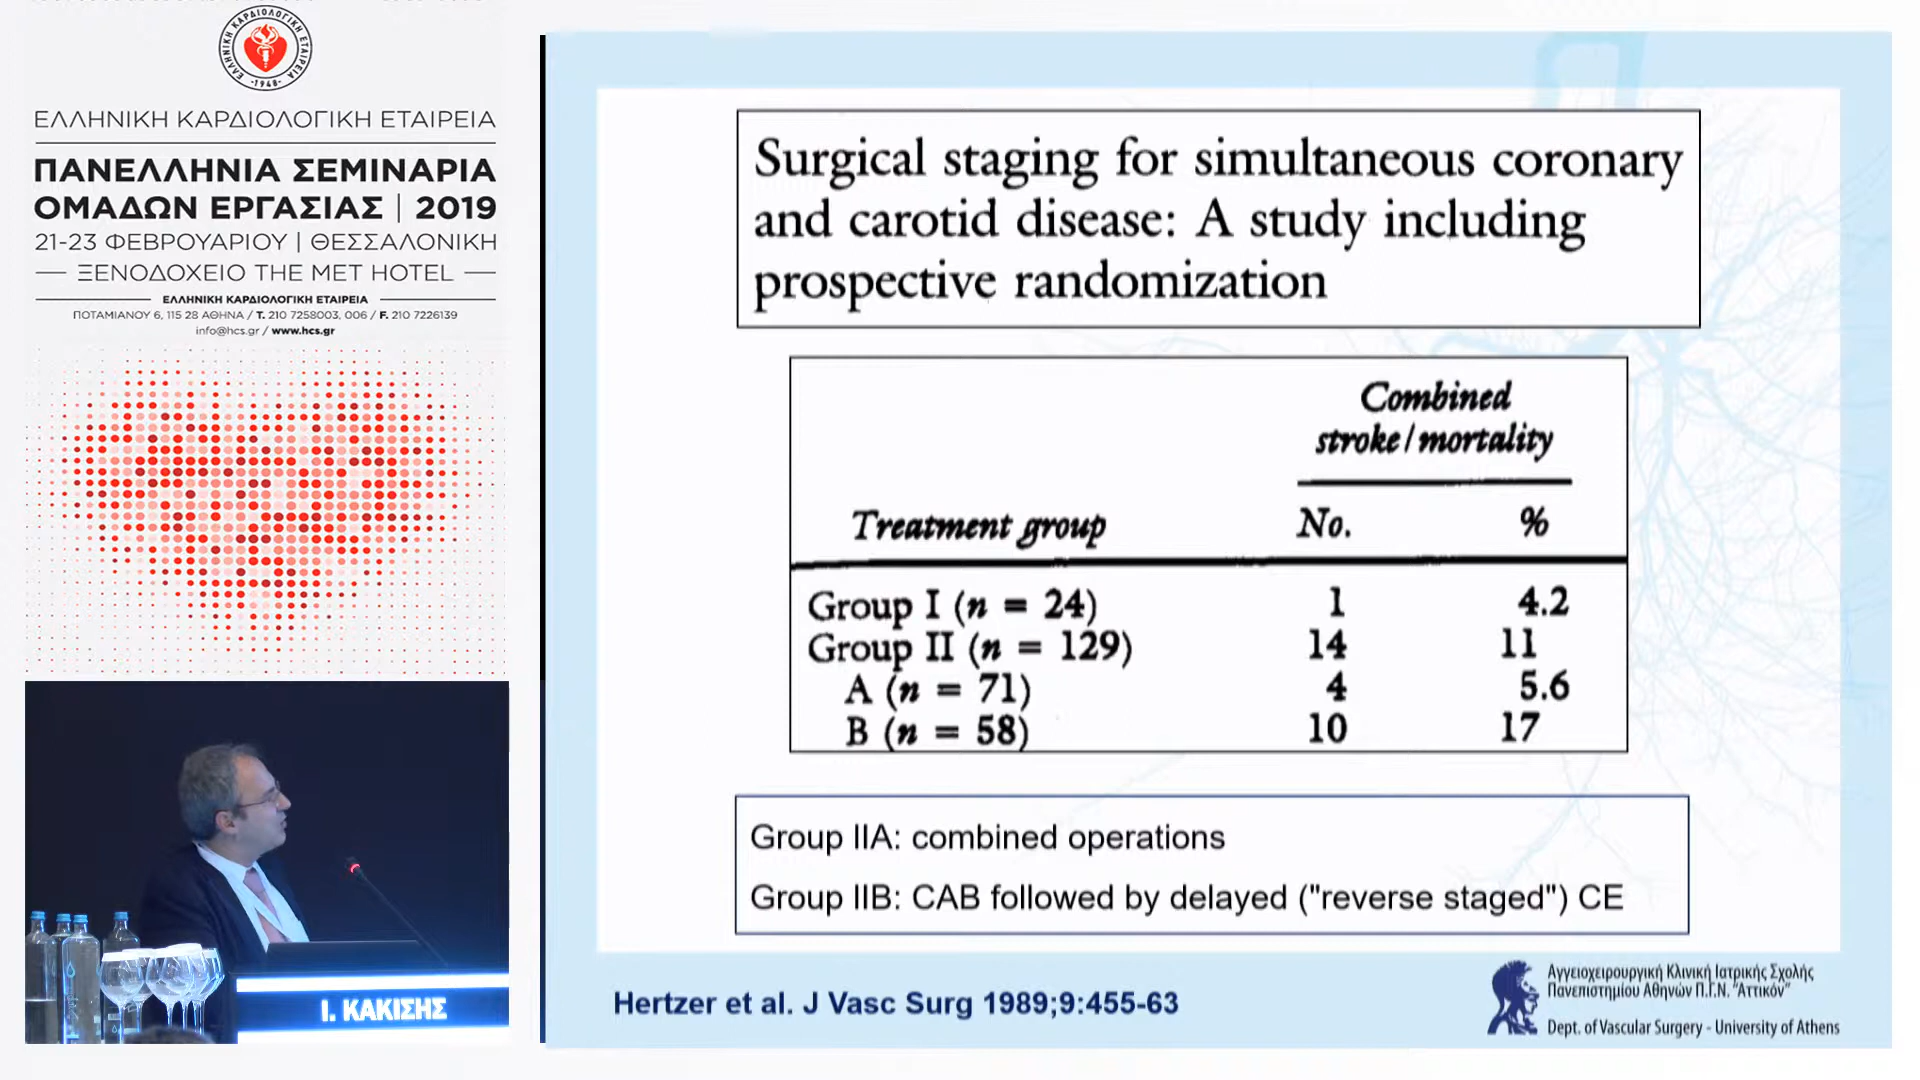 ΕΛΛΗΝΙΚΗ ΚΑΡΔΙΟΛΟΓΙΚΗ ΕΤΑΙΡΕΙΑ
·1948·
ΕΛΛΗΝΙΚΗ ΚΑΡΔΙΟΛΟΓΙΚΗ ΕΤΑΙΡΕΙΑ
ΠΑΝΕΛΛΗΝΙΑ ΣΕΜΙΝΑΡΙΑ
ΟΜΑΔΩΝ ΕΡΓΑΣΙΑΣ | 2019
21-23 ΦΕΒΡΟΥΑΡΙΟΥ | ΘΕΣΣΑΛΟΝΙΚΗ
ΞΕΝΟΔΟΧΕΙΟ THE MET HOTEL
ΕΛΛΗΝΙΚΗ ΚΑΡΔΙΟΛΟΓΙΚΗ ΕΤΑΙΡΕΙΑ
ΠΟΤΑΜΙΑΝΟΥ 6, 115 28 ΑΘΗΝΑ / Τ. 210 7258003, 006 / F. 210 7226139
info@hcs.gr / www.hcs.gr
Ι. ΚΑΚΙΣΗΣ
Surgical staging for simultaneous coronary
and carotid disease: A study including
prospective randomization
Combined
stroke/mortality
Treatment group No. %
Group I (n = 24) 1 4.2
Group II (n = 129) 14 11
A (n = 71) 4 5.6
B (n = 58) 10 17
Group IIA: combined operations
Group IIB: CAB followed by delayed ("reverse staged") CE
Hertzer et al. J Vasc Surg 1989;9:455-63
Αγγειοχειρουργική Κλινική Ιατρικής Σχολής
Πανεπιστημίου Αθηνών Π.Γ.Ν. "Αττικόν"
Dept. of Vascular Surgery - University of Athens